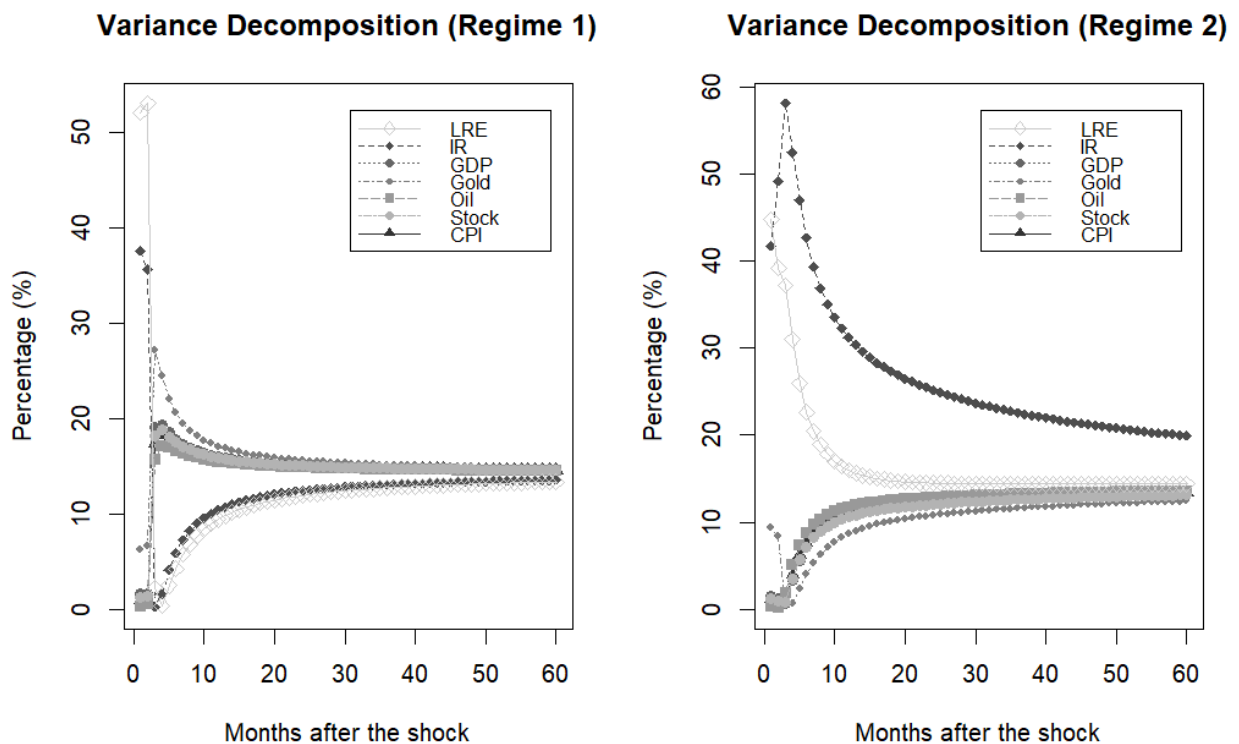 Variance Decomposition (Regime 1)
Percentage (%)
50
40
30
20
10
0
LRE
IR
GDP
Gold
Oil
Stock
CPI
0 10 20 30 40 50 60
Months after the shock
Variance Decomposition (Regime 2)
Percentage (%)
60
50
40
30
20
10
0
LRE
IR
GDP
Gold
Oil
Stock
CPI
0 10 20 30 40 50 60
Months after the shock